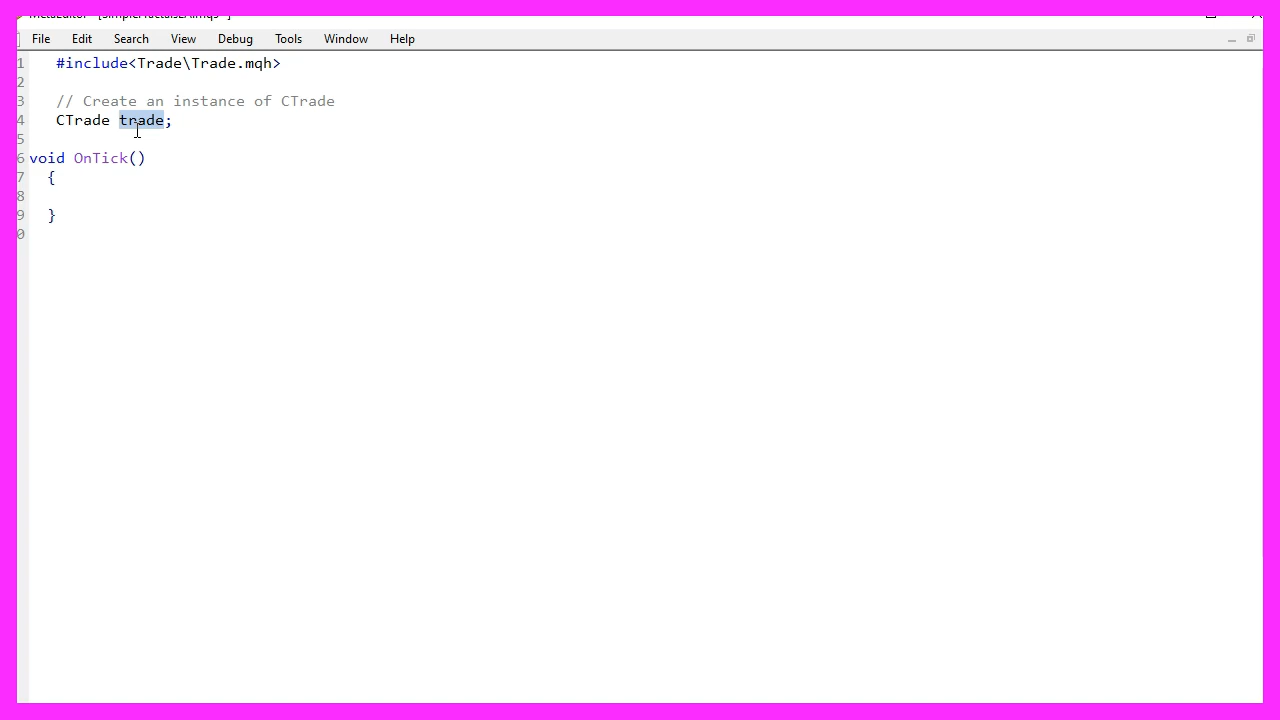 File Edit Search View Debug Tools Window Help
1 #include<Trade\Trade.mqh>
2
3 // Create an instance of CTrade
4 CTrade trade;
5
6 void OnTick()
7 {
8
9 }
0